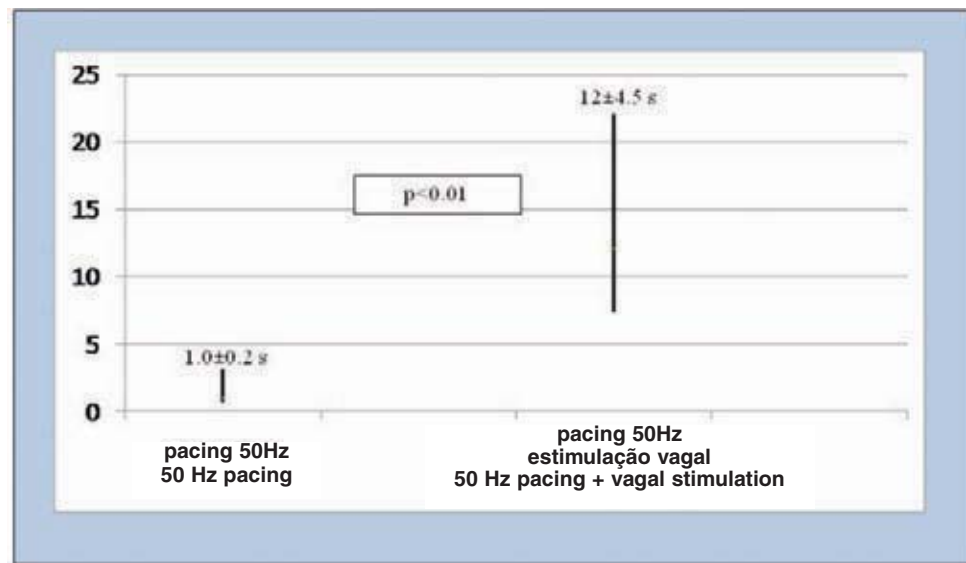 25
12±4.5 s
20
p<0.01
15
10
5
1.0±0.2 s
0
pacing 50Hz
50 Hz pacing
pacing 50Hz
estimulação vagal
50 Hz pacing + vagal stimulation